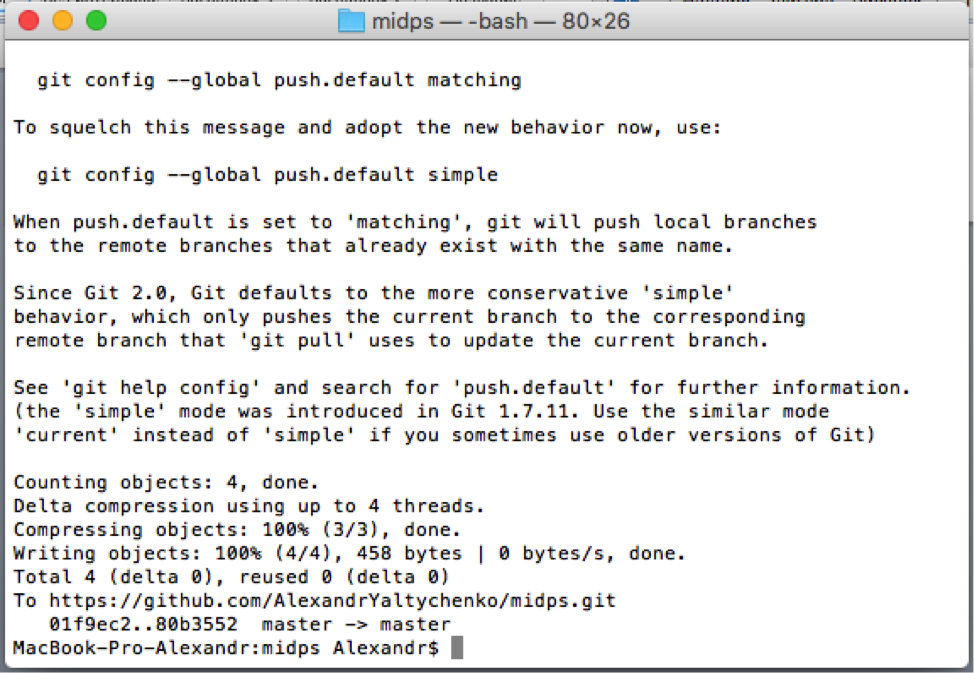 midps — -bash — 80×26
git config --global push.default matching
To squelch this message and adopt the new behavior now, use:
git config --global push.default simple
When push.default is set to 'matching', git will push local branches
to the remote branches that already exist with the same name.
Since Git 2.0, Git defaults to the more conservative 'simple'
behavior, which only pushes the current branch to the corresponding
remote branch that 'git pull' uses to update the current branch.
See 'git help config' and search for 'push.default' for further information.
(the 'simple' mode was introduced in Git 1.7.11. Use the similar mode
'current' instead of 'simple' if you sometimes use older versions of Git)
Counting objects: 4, done.
Delta compression using up to 4 threads.
Compressing objects: 100% (3/3), done.
Writing objects: 100% (4/4), 458 bytes | 0 bytes/s, done.
Total 4 (delta 0), reused 0 (delta 0)
To https://github.com/AlexandrYaltychenko/midps.git
01f9ec2..80b3552  master -> master
MacBook-Pro-Alexandr:midps Alexandr$